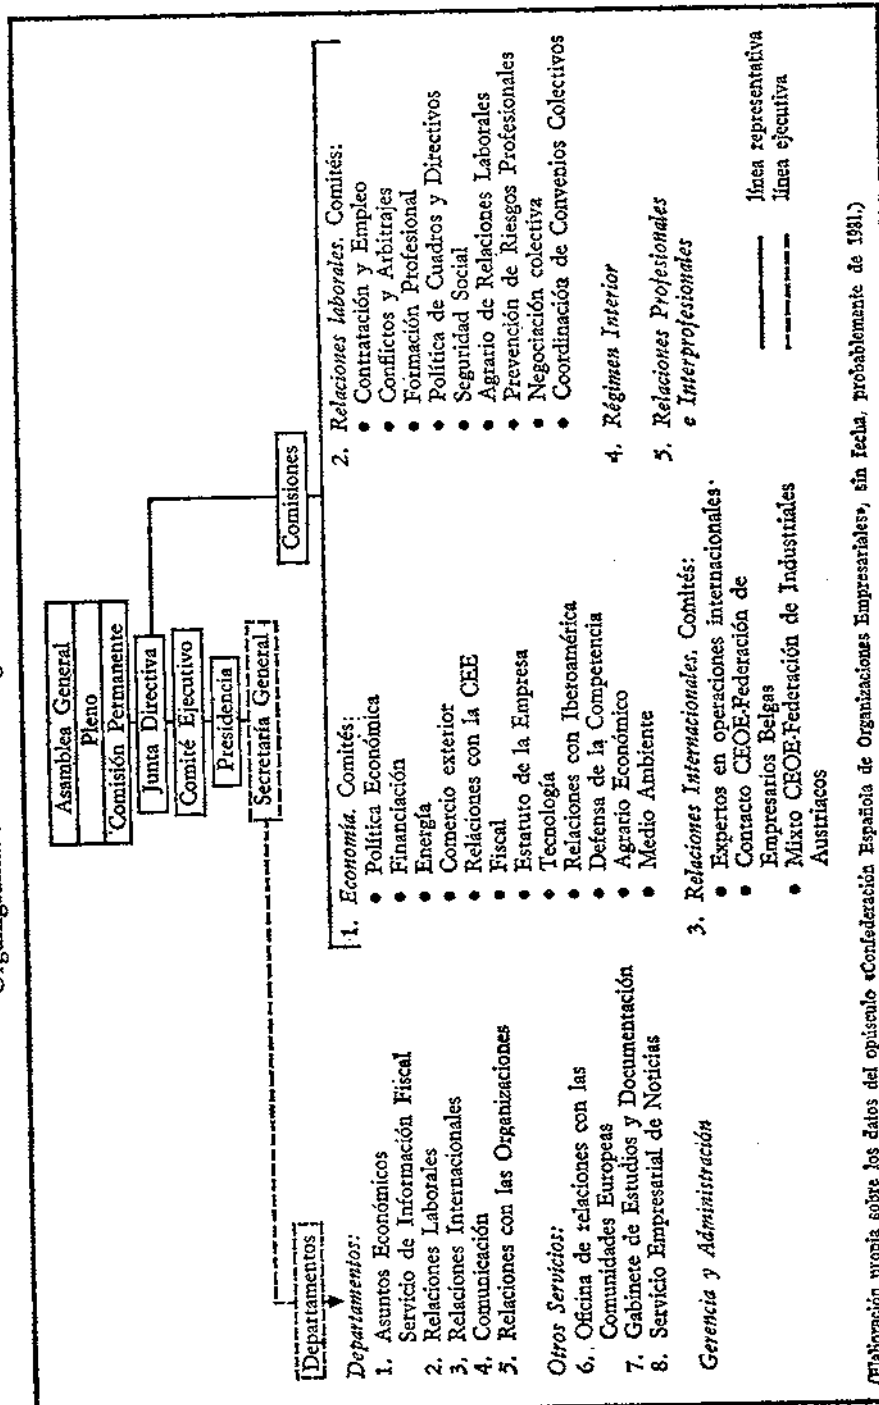 Asamblea General
Pleno
Comisión Permanente
Junta Directiva
Comité Ejecutivo
Presidencia
Secretaría General
Departamentos
Comisiones
Departamentos:
1. Asuntos Económicos
Servicio de Información Fiscal
2. Relaciones Laborales
3. Relaciones Internacionales
4. Comunicación
5. Relaciones con las Organizaciones
Otros Servicios:
6. Oficina de relaciones con las
Comunidades Europeas
7. Gabinete de Estudios y Documentación
8. Servicio Empresarial de Noticias
Gerencia y Administración
1. Economía. Comités:
• Política Económica
• Financiación
• Energía
• Comercio exterior
• Relaciones con la CEE
• Fiscal
• Estatuto de la Empresa
• Tecnología
• Relaciones con Iberoamérica
• Defensa de la Competencia
• Agrario Económico
• Medio Ambiente
2. Relaciones laborales. Comités:
• Contratación y Empleo
• Conflictos y Arbitrajes
• Formación Profesional
• Política de Cuadros y Directivos
• Seguridad Social
• Agrario de Relaciones Laborales
• Prevención de Riesgos Profesionales
• Negociación colectiva
• Coordinación de Convenios Colectivos
3. Relaciones Internacionales. Comités:
• Expertos en operaciones internacionales
• Contacto CEOE-Federación de
Empresarios Belgas
• Mixto CEOE-Federación de Industriales
Austríacos
4. Régimen Interior
5. Relaciones Profesionales
e Interprofesionales
línea representativa
línea ejecutiva
(Elaboración propia sobre los datos del opúsculo «Confederación Española de Organizaciones Empresariales», sin fecha, probablemente de 1981.)